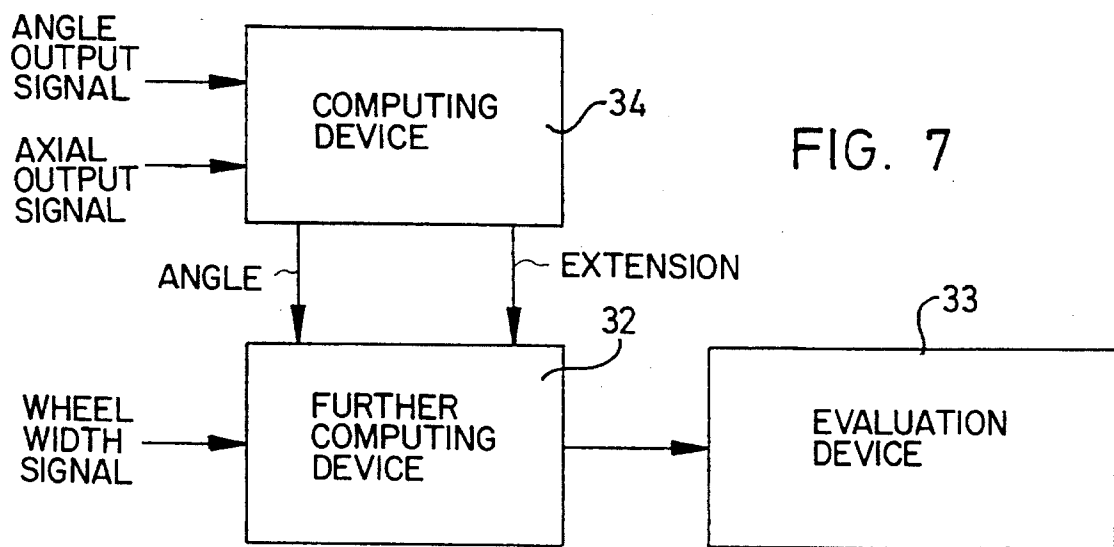 ANGLE
OUTPUT
SIGNAL
COMPUTING
DEVICE
34
FIG. 7
AXIAL
OUTPUT
SIGNAL
ANGLE
EXTENSION
32
33
WHEEL
WIDTH
SIGNAL
FURTHER
COMPUTING
DEVICE
EVALUATION
DEVICE